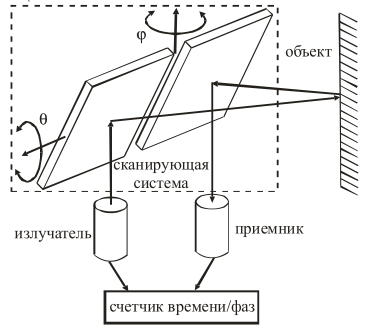 φ
объект
θ
сканирующая
система
излучатель
приемник
счетчик времени/фаз